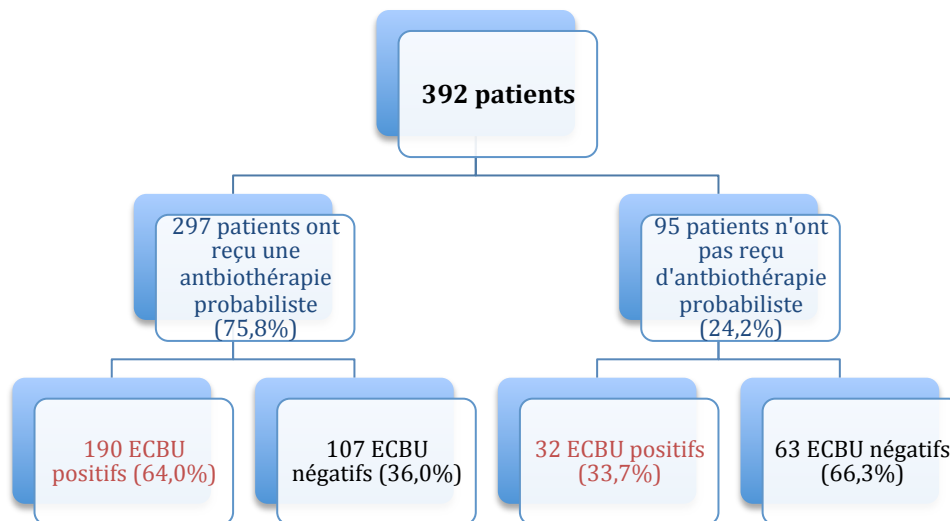 392 patients
297 patients ont
reçu une
antbiothérapie
probabiliste
(75,8%)
95 patients n'ont
pas reçu
d'antbiothérapie
probabiliste
(24,2%)
190 ECBU
positifs (64,0%)
107 ECBU
négatifs (36,0%)
32 ECBU positifs
(33,7%)
63 ECBU négatifs
(66,3%)